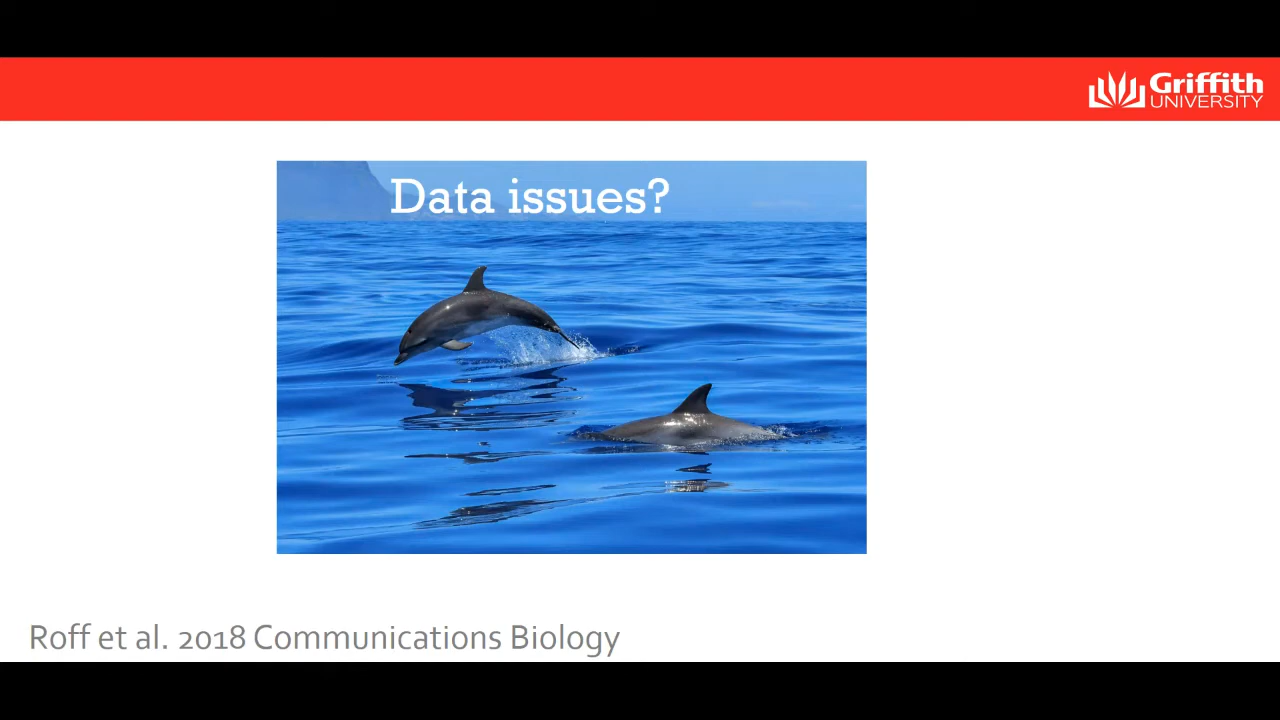 Griffith
UNIVERSITY
Data issues?
Roff et al. 2018 Communications Biology